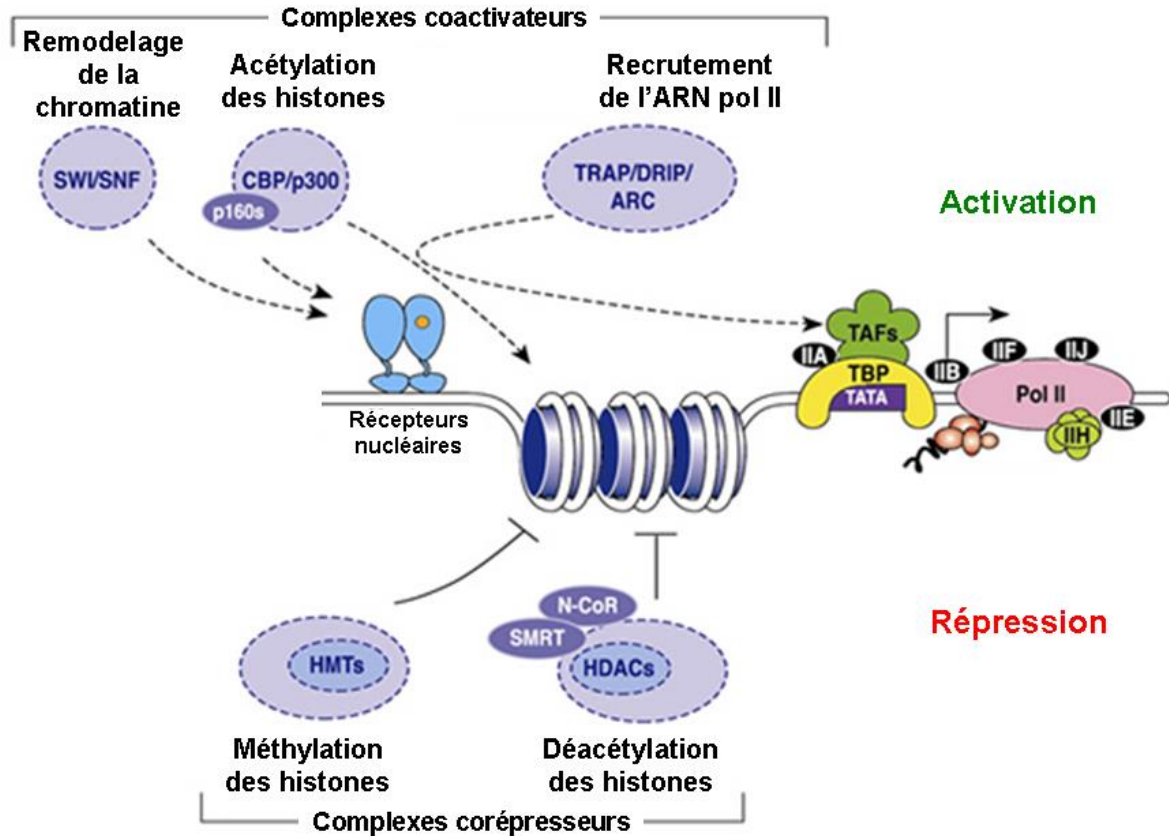 Complexes coactivateurs
Remodelage
de la
chromatine
Acétylation
des histones
Recrutement
de l'ARN pol II
SWI/SNF
CBP/p300
p160s
TRAP/DRIP/
ARC
Activation
TAFs
IIA
TBP
TATA
IIB
IIF
IIJ
Pol II
IIE
IIH
Récepteurs
nucléaires
N-CoR
SMRT
HDACs
HMTs
Répression
Méthylation
des histones
Déacétylation
des histones
Complexes corépresseurs